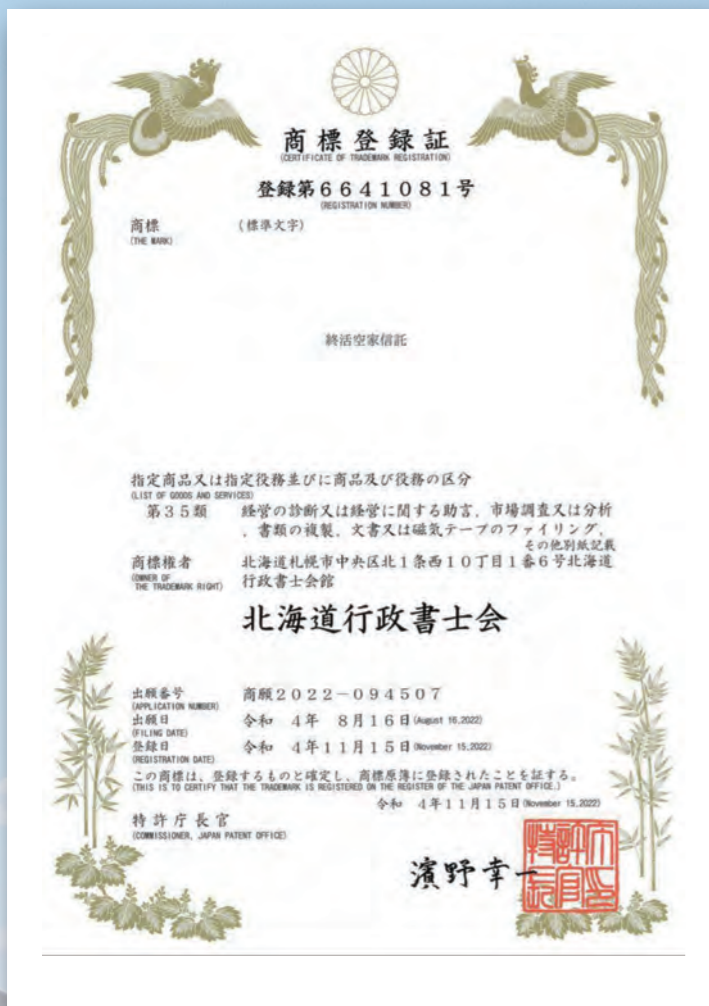 商標登録証
(CERTIFICATE OF TRADEMARK REGISTRATION)
登録第6641081号
(REGISTRATION NUMBER)
商標
(THE MARK)
(標準文字)
終活空家信託
指定商品又は指定役務並びに商品及び役務の区分
(LIST OF GOODS AND SERVICES)
第35類 経営の診断又は経営に関する助言、市場調査又は分析
、書類の複製、文書又は磁気テープのファイリング、
その他別紙記載
商標権者 北海道札幌市中央区北1条西10丁目1番6号北海道
(OWNER OF THE TRADEMARK RIGHT) 行政書士会館
北海道行政書士会
出願番号 商願2022-094507
(APPLICATION NUMBER)
出願日 令和 4年 8月16日(August 16,2022)
(FILING DATE)
登録日 令和 4年11月15日(November 15,2022)
(REGISTRATION DATE)
この商標は、登録するものと確定し、商標原簿に登録されたことを証する。
(THIS IS TO CERTIFY THAT THE TRADEMARK IS REGISTERED ON THE REGISTER OF THE JAPAN PATENT OFFICE.)
令和 4年11月15日(November 15,2022)
特許庁長官
(COMMISSIONER, JAPAN PATENT OFFICE)
濱野幸一